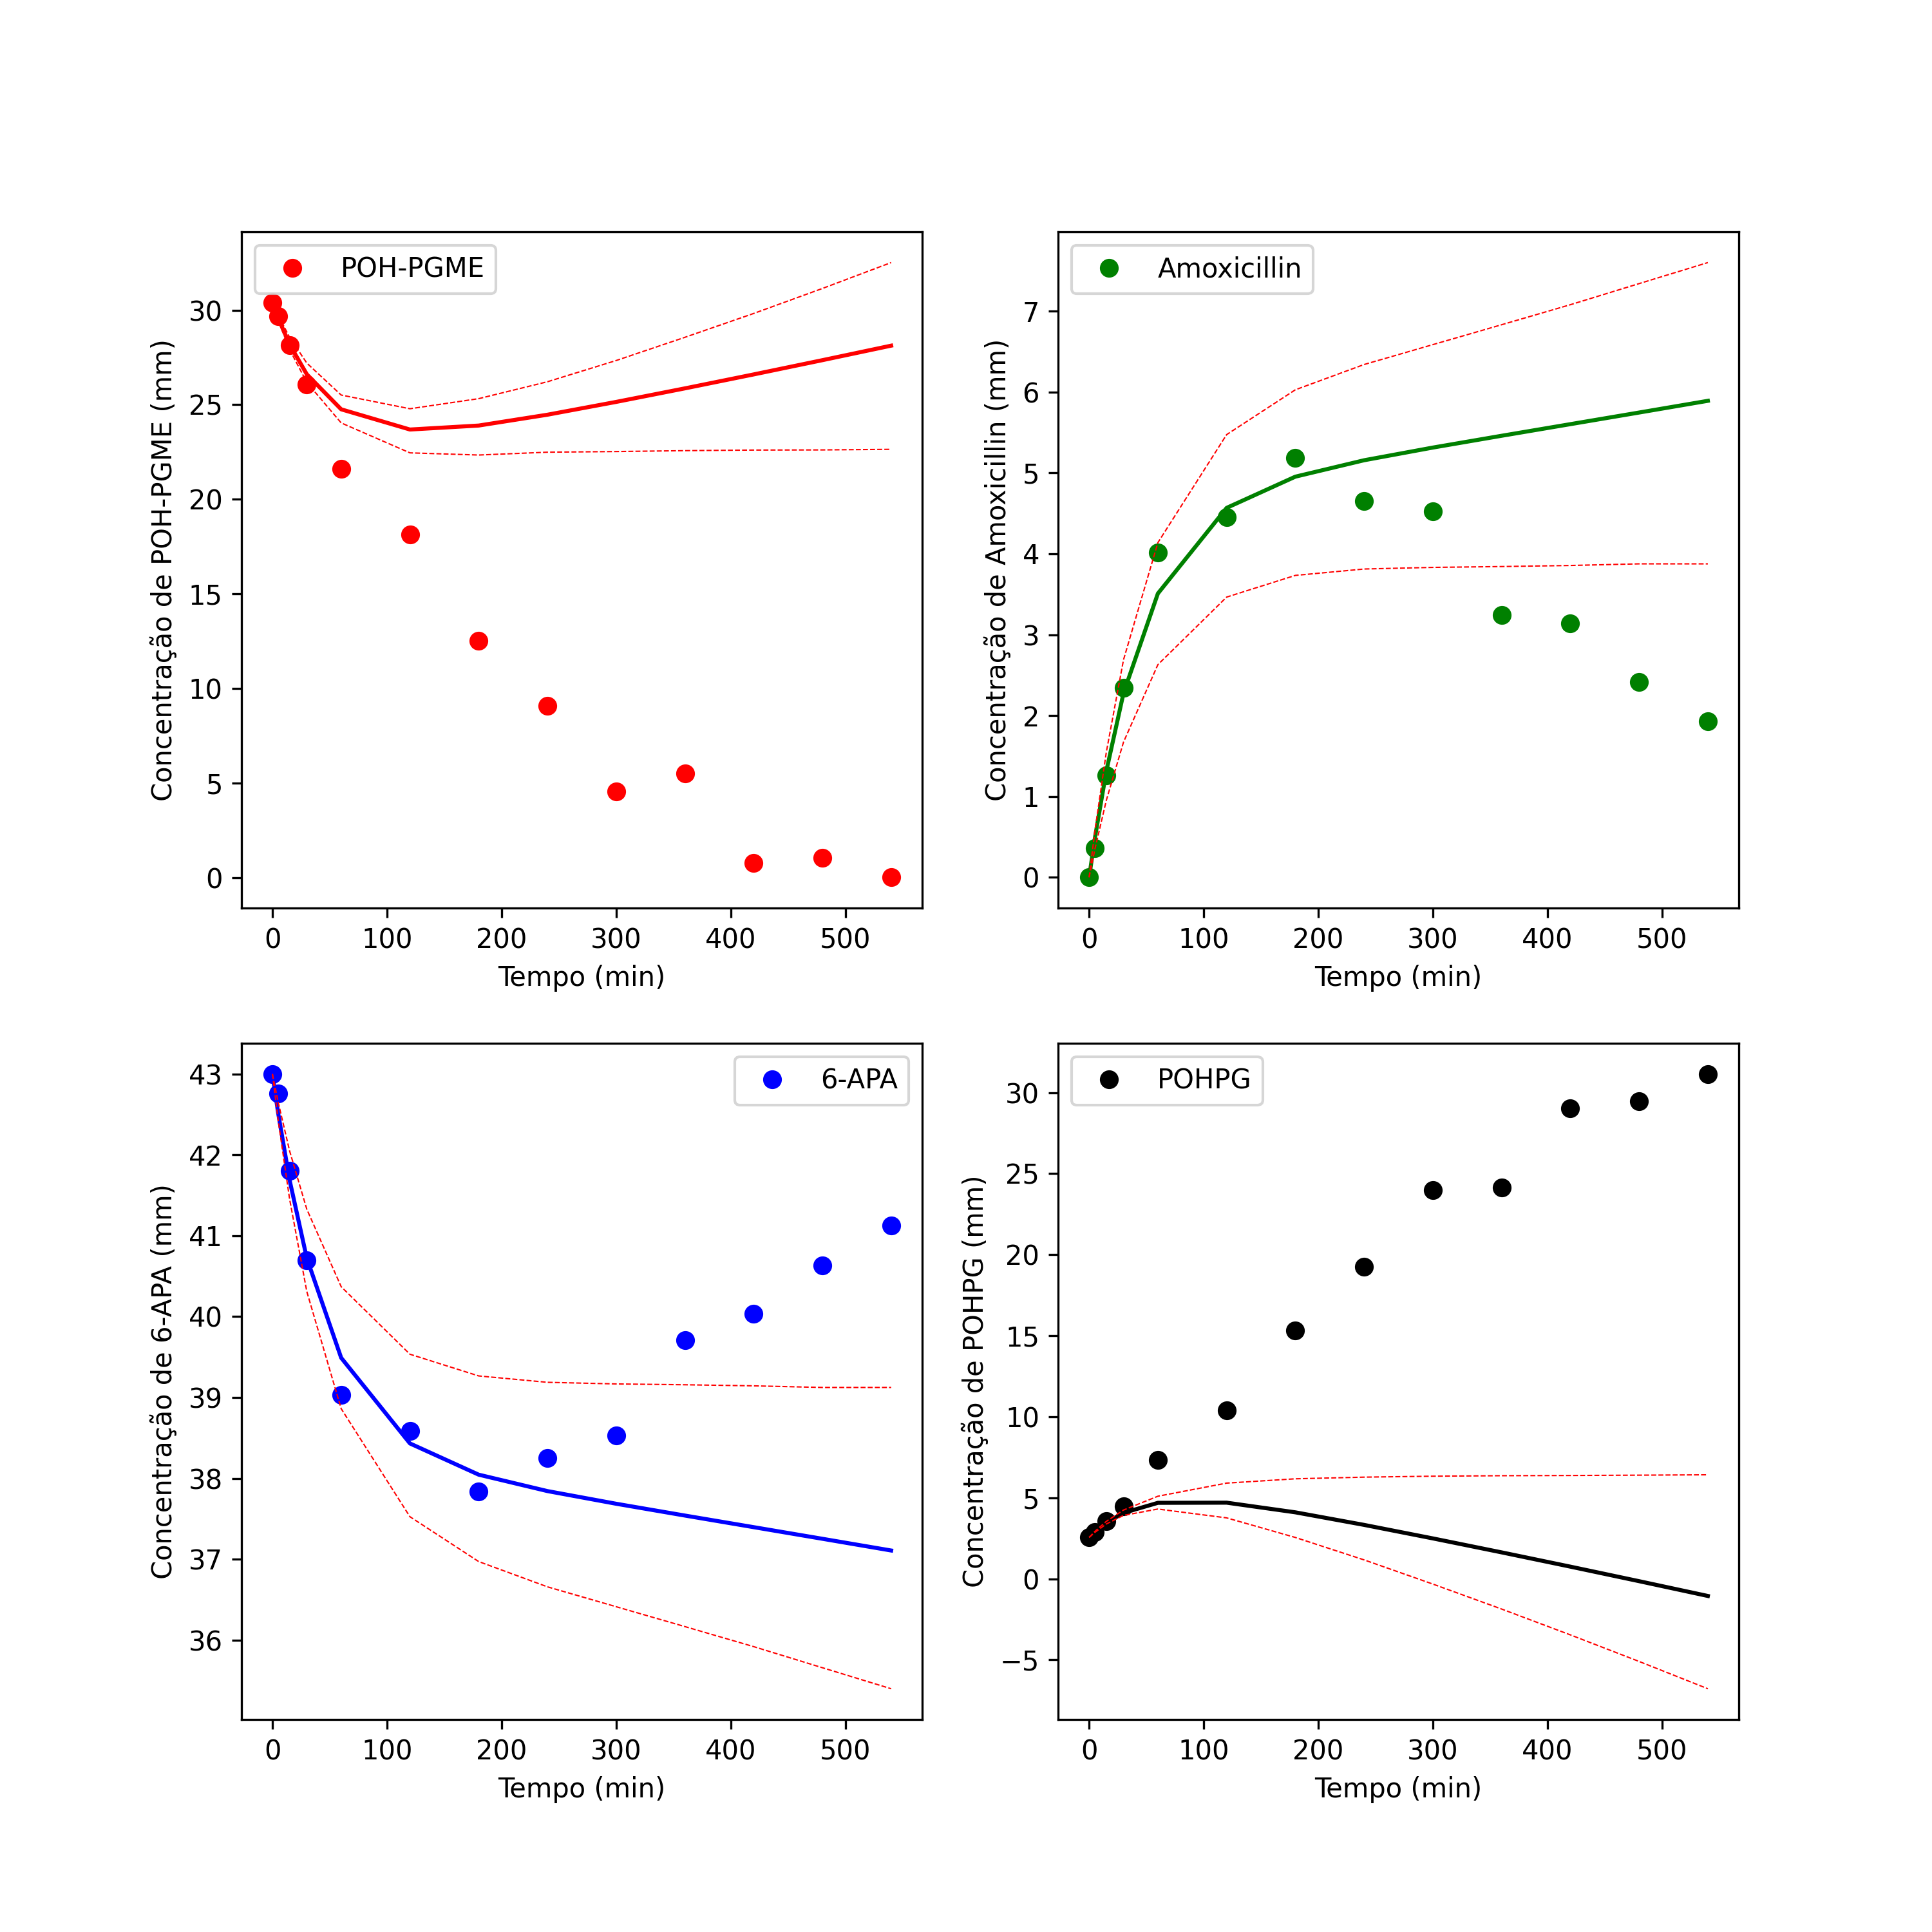 POH-PGME
Concentração de POH-PGME (mm)
30
25
20
15
10
5
0
0 100 200 300 400 500
Tempo (min)
Amoxicillin
Concentração de Amoxicillin (mm)
7
6
5
4
3
2
1
0
0 100 200 300 400 500
Tempo (min)
6-APA
Concentração de 6-APA (mm)
43
42
41
40
39
38
37
36
0 100 200 300 400 500
Tempo (min)
POHPG
Concentração de POHPG (mm)
30
25
20
15
10
5
0
−5
0 100 200 300 400 500
Tempo (min)